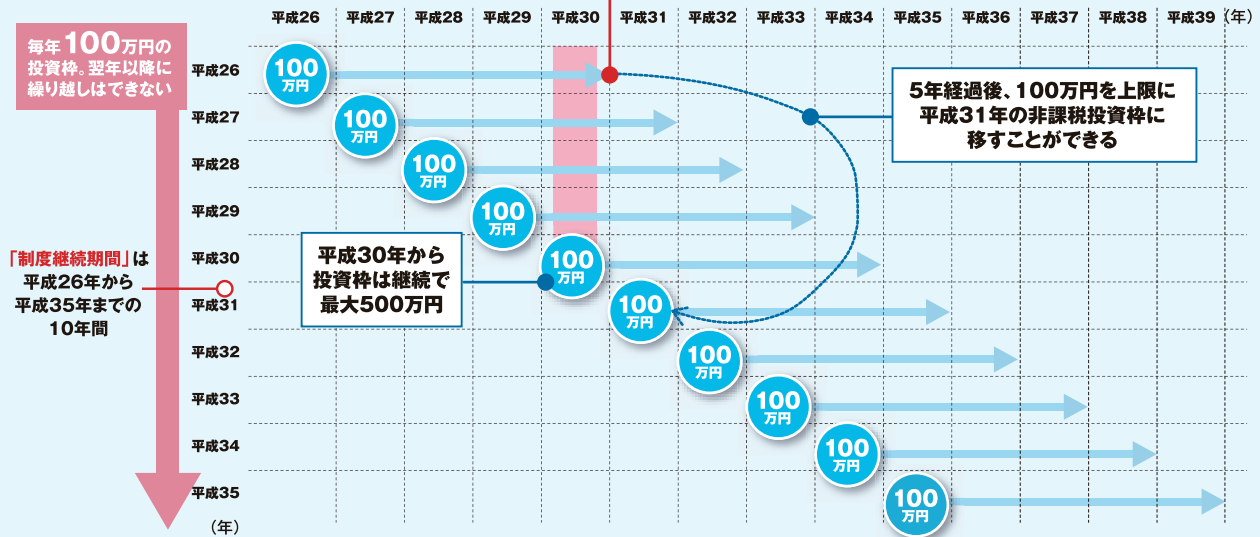 平成26 平成27 平成28 平成29 平成30 平成31 平成32 平成33 平成34 平成35 平成36 平成37 平成38 平成39 (年)
毎年100万円の
投資枠。翌年以降に
繰り越しはできない
平成26
100
万円
5年経過後、100万円を上限に
平成31年の非課税投資枠に
移すことができる
平成27
100
万円
平成28
100
万円
平成29
100
万円
平成30
100
万円
平成30年から
投資枠は継続で
最大500万円
「制度継続期間」は
平成26年から
平成35年までの
10年間
平成31
100
万円
平成32
100
万円
平成33
100
万円
平成34
100
万円
平成35
100
万円
(年)